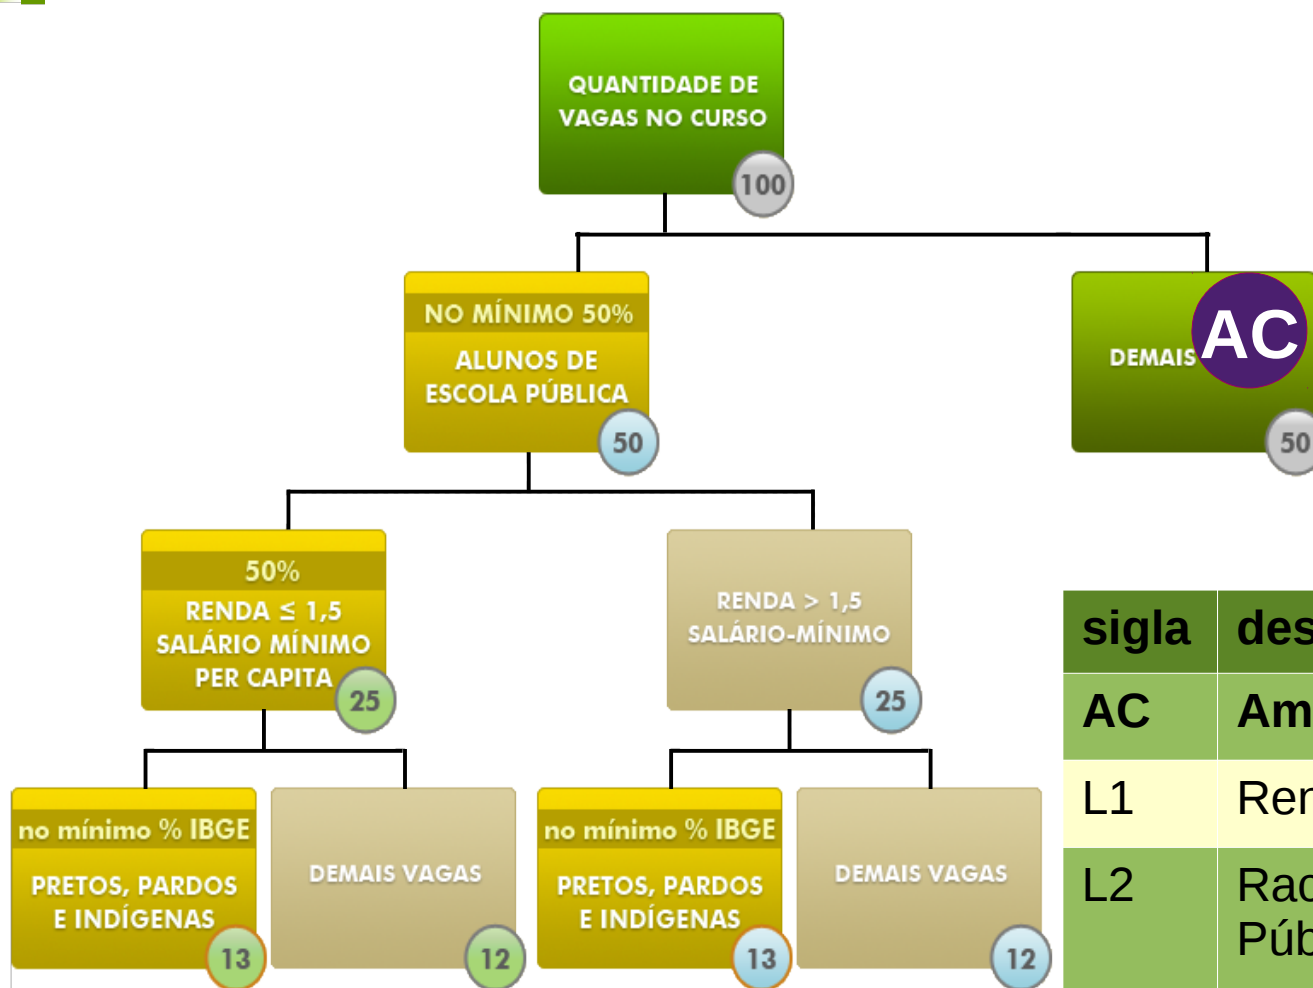 QUANTIDADE DE
VAGAS NO CURSO
100
NO MÍNIMO 50%
ALUNOS DE
ESCOLA PÚBLICA
50
DEMAIS
AC
50
50%
RENDA ≤ 1,5
SALÁRIO MÍNIMO
PER CAPITA
25
RENDA > 1,5
SALÁRIO-MÍNIMO
25
no mínimo % IBGE
PRETOS, PARDOS
E INDÍGENAS
13
DEMAIS VAGAS
12
no mínimo % IBGE
PRETOS, PARDOS
E INDÍGENAS
13
DEMAIS VAGAS
12
sigla
AC
L1
L2